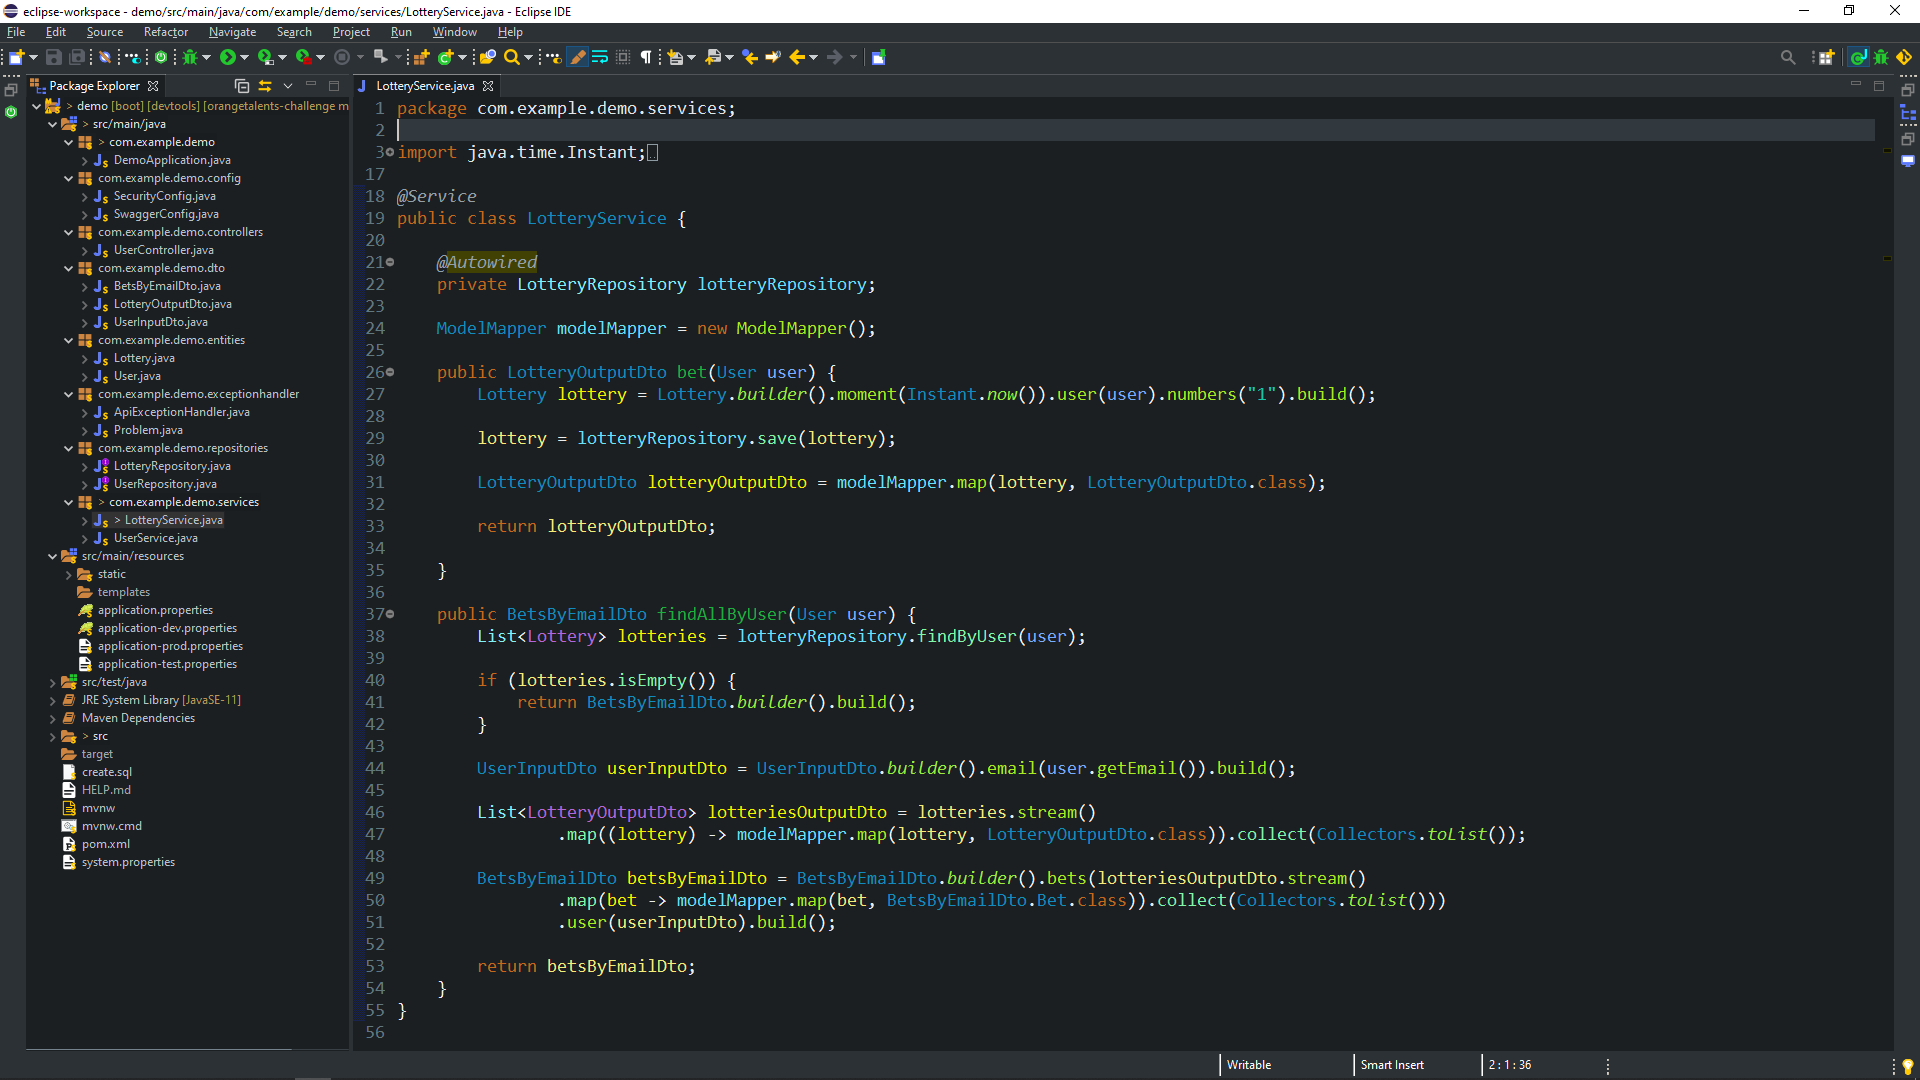 eclipse-workspace - demo/src/main/java/com/example/demo/services/LotteryService.java - Eclipse IDE
File Edit Source Refactor Navigate Search Project Run Window Help
Package Explorer
> demo [boot] [devtools] [orangetalents-challenge m
> src/main/java
> com.example.demo
DemoApplication.java
com.example.demo.config
SecurityConfig.java
SwaggerConfig.java
com.example.demo.controllers
UserController.java
com.example.demo.dto
BetsByEmailDto.java
LotteryOutputDto.java
UserInputDto.java
com.example.demo.entities
Lottery.java
User.java
com.example.demo.exceptionhandler
ApiExceptionHandler.java
Problem.java
com.example.demo.repositories
LotteryRepository.java
UserRepository.java
> com.example.demo.services
> LotteryService.java
UserService.java
src/main/resources
static
templates
application.properties
application-dev.properties
application-prod.properties
application-test.properties
src/test/java
JRE System Library [JavaSE-11]
Maven Dependencies
> src
target
create.sql
HELP.md
mvnw
mvnw.cmd
pom.xml
system.properties
LotteryService.java
1 package com.example.demo.services;
2
3 import java.time.Instant;
17
18 @Service
19 public class LotteryService {
20
21 @Autowired
22 private LotteryRepository lotteryRepository;
23
24 ModelMapper modelMapper = new ModelMapper();
25
26 public LotteryOutputDto bet(User user) {
27 Lottery lottery = Lottery.builder().moment(Instant.now()).user(user).numbers("1").build();
28
29 lottery = lotteryRepository.save(lottery);
30
31 LotteryOutputDto lotteryOutputDto = modelMapper.map(lottery, LotteryOutputDto.class);
32
33 return lotteryOutputDto;
34
35 }
36
37 public BetsByEmailDto findAllByUser(User user) {
38 List<Lottery> lotteries = lotteryRepository.findByUser(user);
39
40 if (lotteries.isEmpty()) {
41 return BetsByEmailDto.builder().build();
42 }
43
44 UserInputDto userInputDto = UserInputDto.builder().email(user.getEmail()).build();
45
46 List<LotteryOutputDto> lotteriesOutputDto = lotteries.stream()
47 .map((lottery) -> modelMapper.map(lottery, LotteryOutputDto.class)).collect(Collectors.toList());
48
49 BetsByEmailDto betsByEmailDto = BetsByEmailDto.builder().bets(lotteriesOutputDto.stream()
50 .map(bet -> modelMapper.map(bet, BetsByEmailDto.Bet.class)).collect(Collectors.toList()))
51 .user(userInputDto).build();
52
53 return betsByEmailDto;
54 }
55 }
56
Writable Smart Insert 2 : 1 : 36